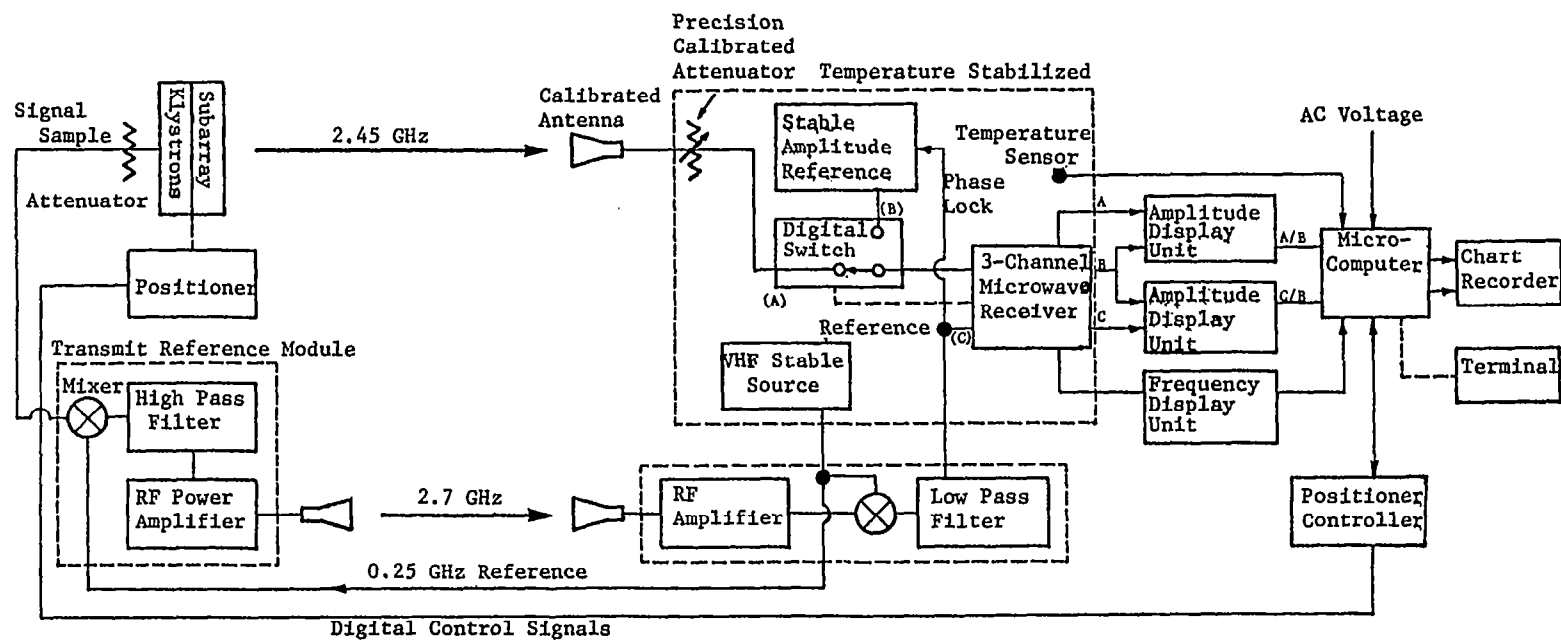 Precision
Calibrated
Attenuator
Temperature Stabilized
Signal
Sample
Attenuator
Klystrons
Subarray
2.45 GHz
Calibrated
Antenna
Stable
Amplitude
Reference
Temperature
Sensor
AC Voltage
Phase
Lock
(B)
Digital
Switch
(A)
3-Channel
Microwave
Receiver
A
B
C
Amplitude
Display
Unit
A/B
Micro-
Computer
Chart
Recorder
Positioner
Amplitude
Display
Unit
C/B
Reference
(C)
Transmit Reference Module
VHF Stable
Source
Terminal
Mixer
High Pass
Filter
Frequency
Display
Unit
RF Power
Amplifier
2.7 GHz
RF
Amplifier
Low Pass
Filter
Positioner
Controller
0.25 GHz Reference
Digital Control Signals